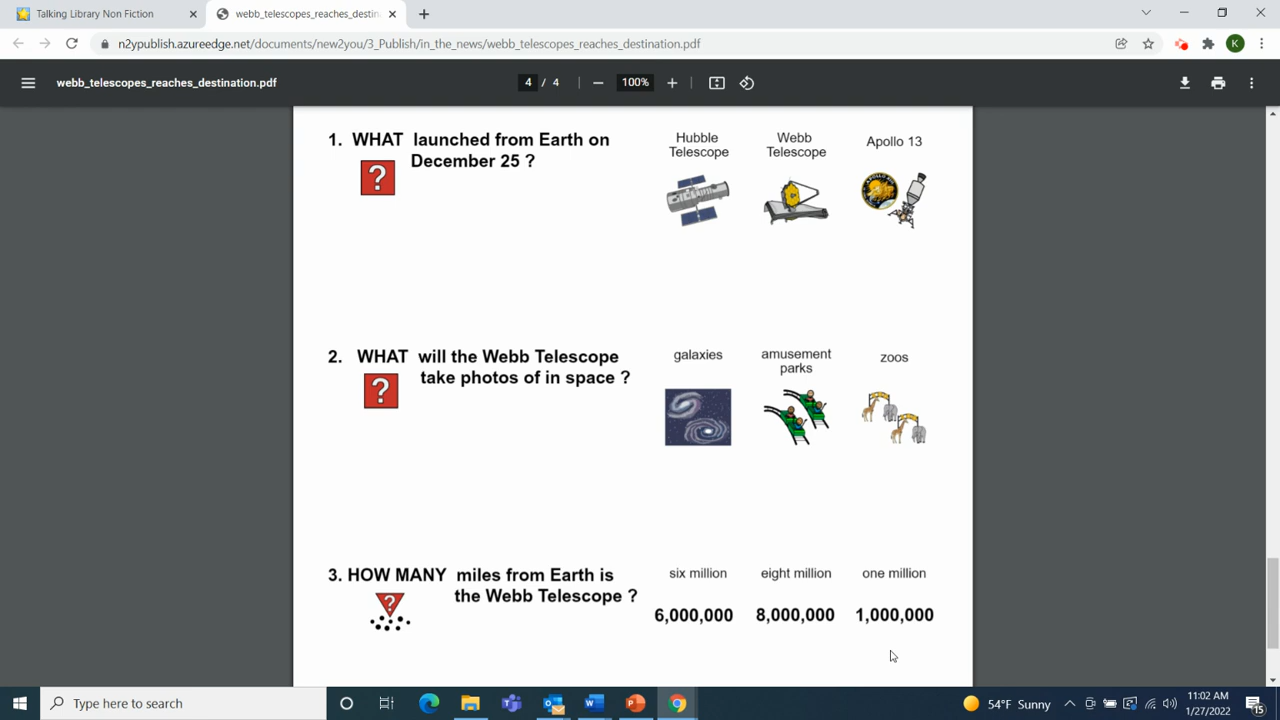 Talking Library Non Fiction
webb_telescopes_reaches_destin
n2ypublish.azureedge.net/documents/new2you/3_Publish/in_the_news/webb_telescopes_reaches_destination.pdf
K
webb_telescopes_reaches_destination.pdf
4 / 4
100%
1. WHAT launched from Earth on
December 25 ?
?
Hubble
Telescope
Webb
Telescope
Apollo 13
2. WHAT will the Webb Telescope
take photos of in space ?
?
galaxies
amusement
parks
zoos
3. HOW MANY miles from Earth is
the Webb Telescope ?
?
six million
eight million
one million
6,000,000
8,000,000
1,000,000
Type here to search
54°F Sunny
11:02 AM
1/27/2022
15